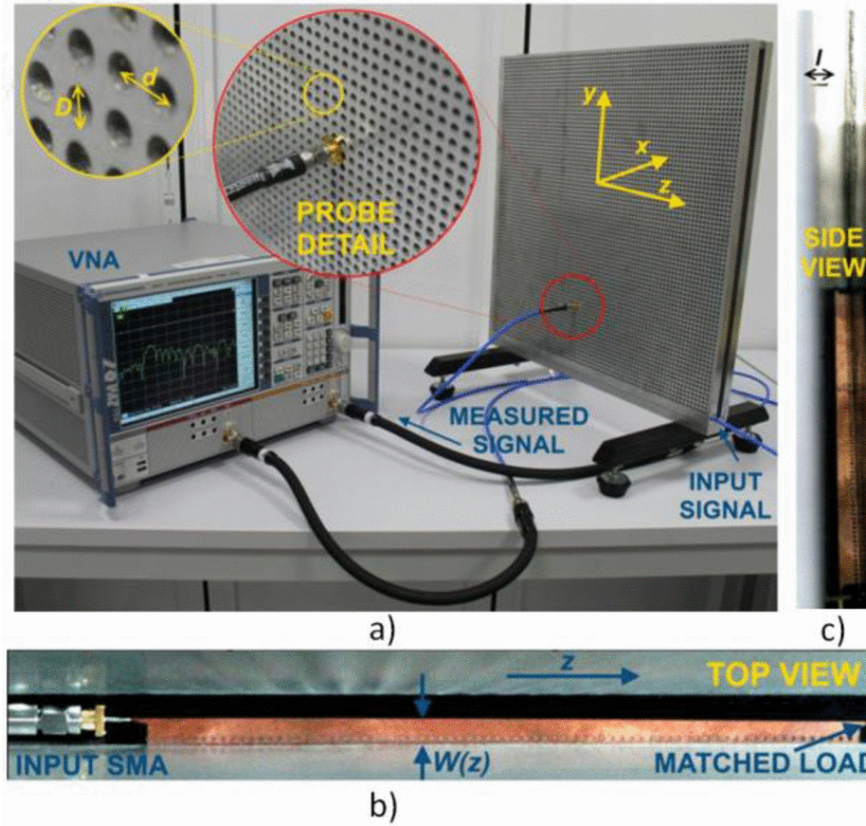 d
D
VNA
PROBE
DETAIL
y
x
z
MEASURED
SIGNAL
INPUT
SIGNAL
a)
l
SIDE
VIEW
c)
z
TOP VIEW
INPUT SMA
W(z)
MATCHED LOAD
b)